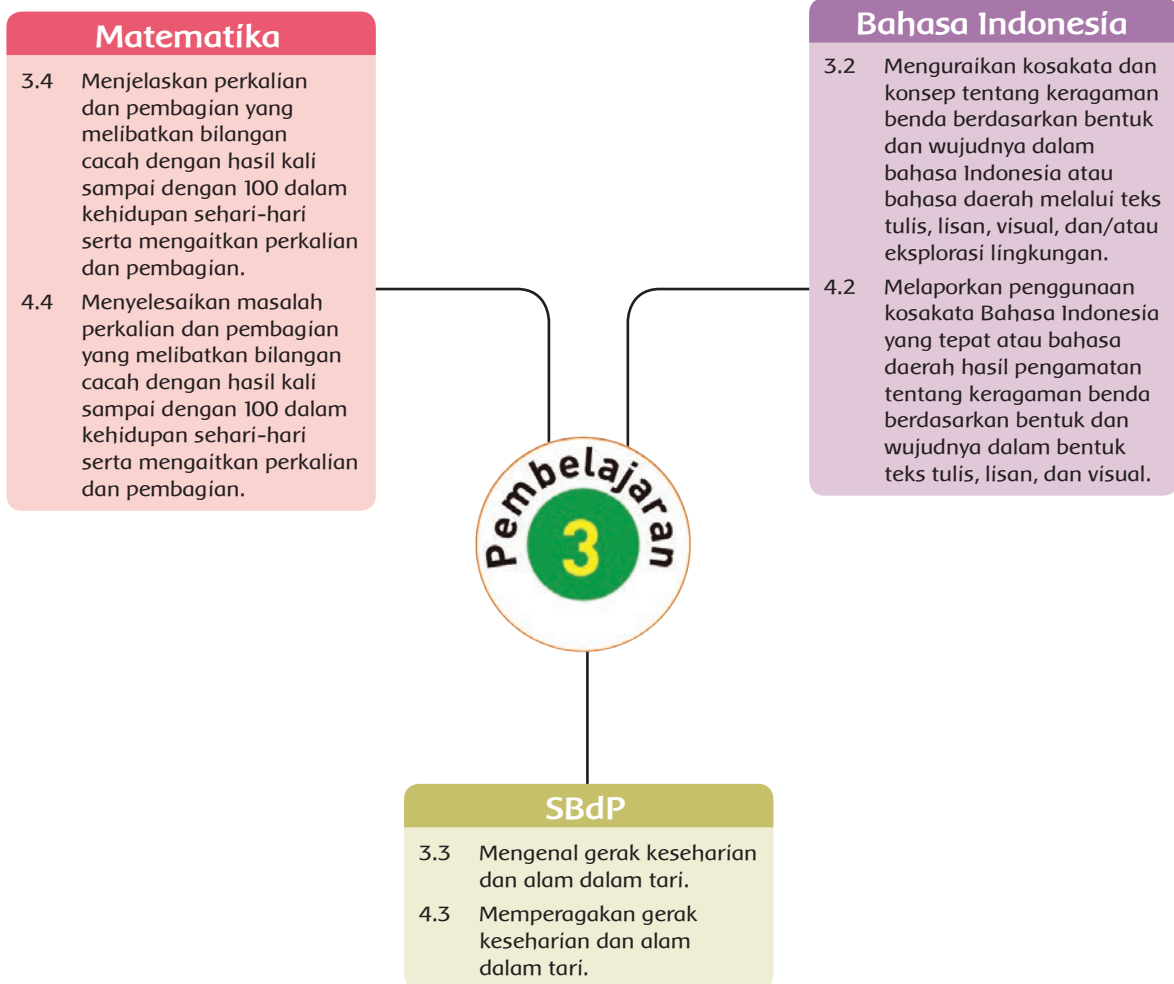 Matematika
3.4 Menjelaskan perkalian
dan pembagian yang
melibatkan bilangan
cacah dengan hasil kali
sampai dengan 100 dalam
kehidupan sehari-hari
serta mengaitkan perkalian
dan pembagian.
4.4 Menyelesaikan masalah
perkalian dan pembagian
yang melibatkan bilangan
cacah dengan hasil kali
sampai dengan 100 dalam
kehidupan sehari-hari
serta mengaitkan perkalian
dan pembagian.
Bahasa Indonesia
3.2 Menguraikan kosakata dan
konsep tentang keragaman
benda berdasarkan bentuk
dan wujudnya dalam
bahasa Indonesia atau
bahasa daerah melalui teks
tulis, lisan, visual, dan/atau
eksplorasi lingkungan.
4.2 Melaporkan penggunaan
kosakata Bahasa Indonesia
yang tepat atau bahasa
daerah hasil pengamatan
tentang keragaman benda
berdasarkan bentuk dan
wujudnya dalam bentuk
teks tulis, lisan, dan visual.
Pembelajaran
3
SBdP
3.3 Mengenal gerak keseharian
dan alam dalam tari.
4.3 Memperagakan gerak
keseharian dan alam
dalam tari.